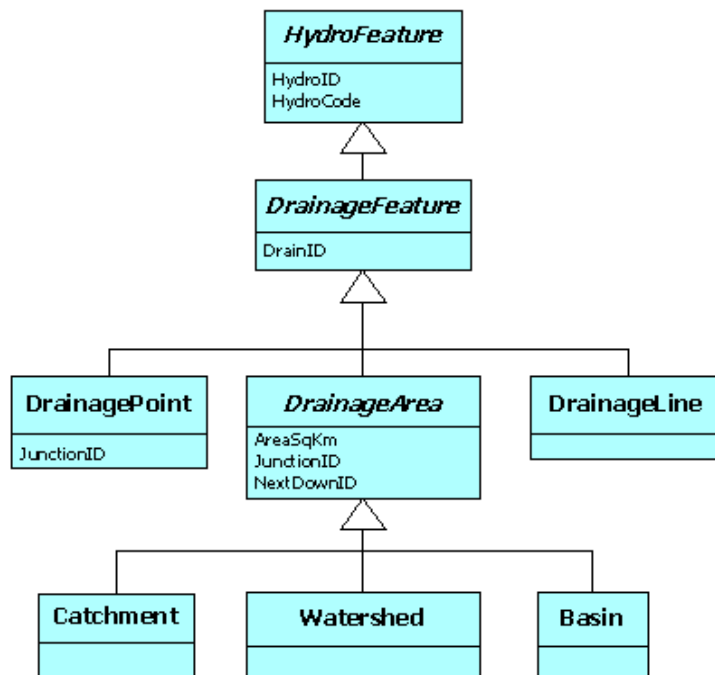 HydroFeature
HydroID
HydroCode
DrainageFeature
DrainID
DrainagePoint
JunctionID
DrainageArea
AreaSqKm
JunctionID
NextDownID
DrainageLine
Catchment
Watershed
Basin